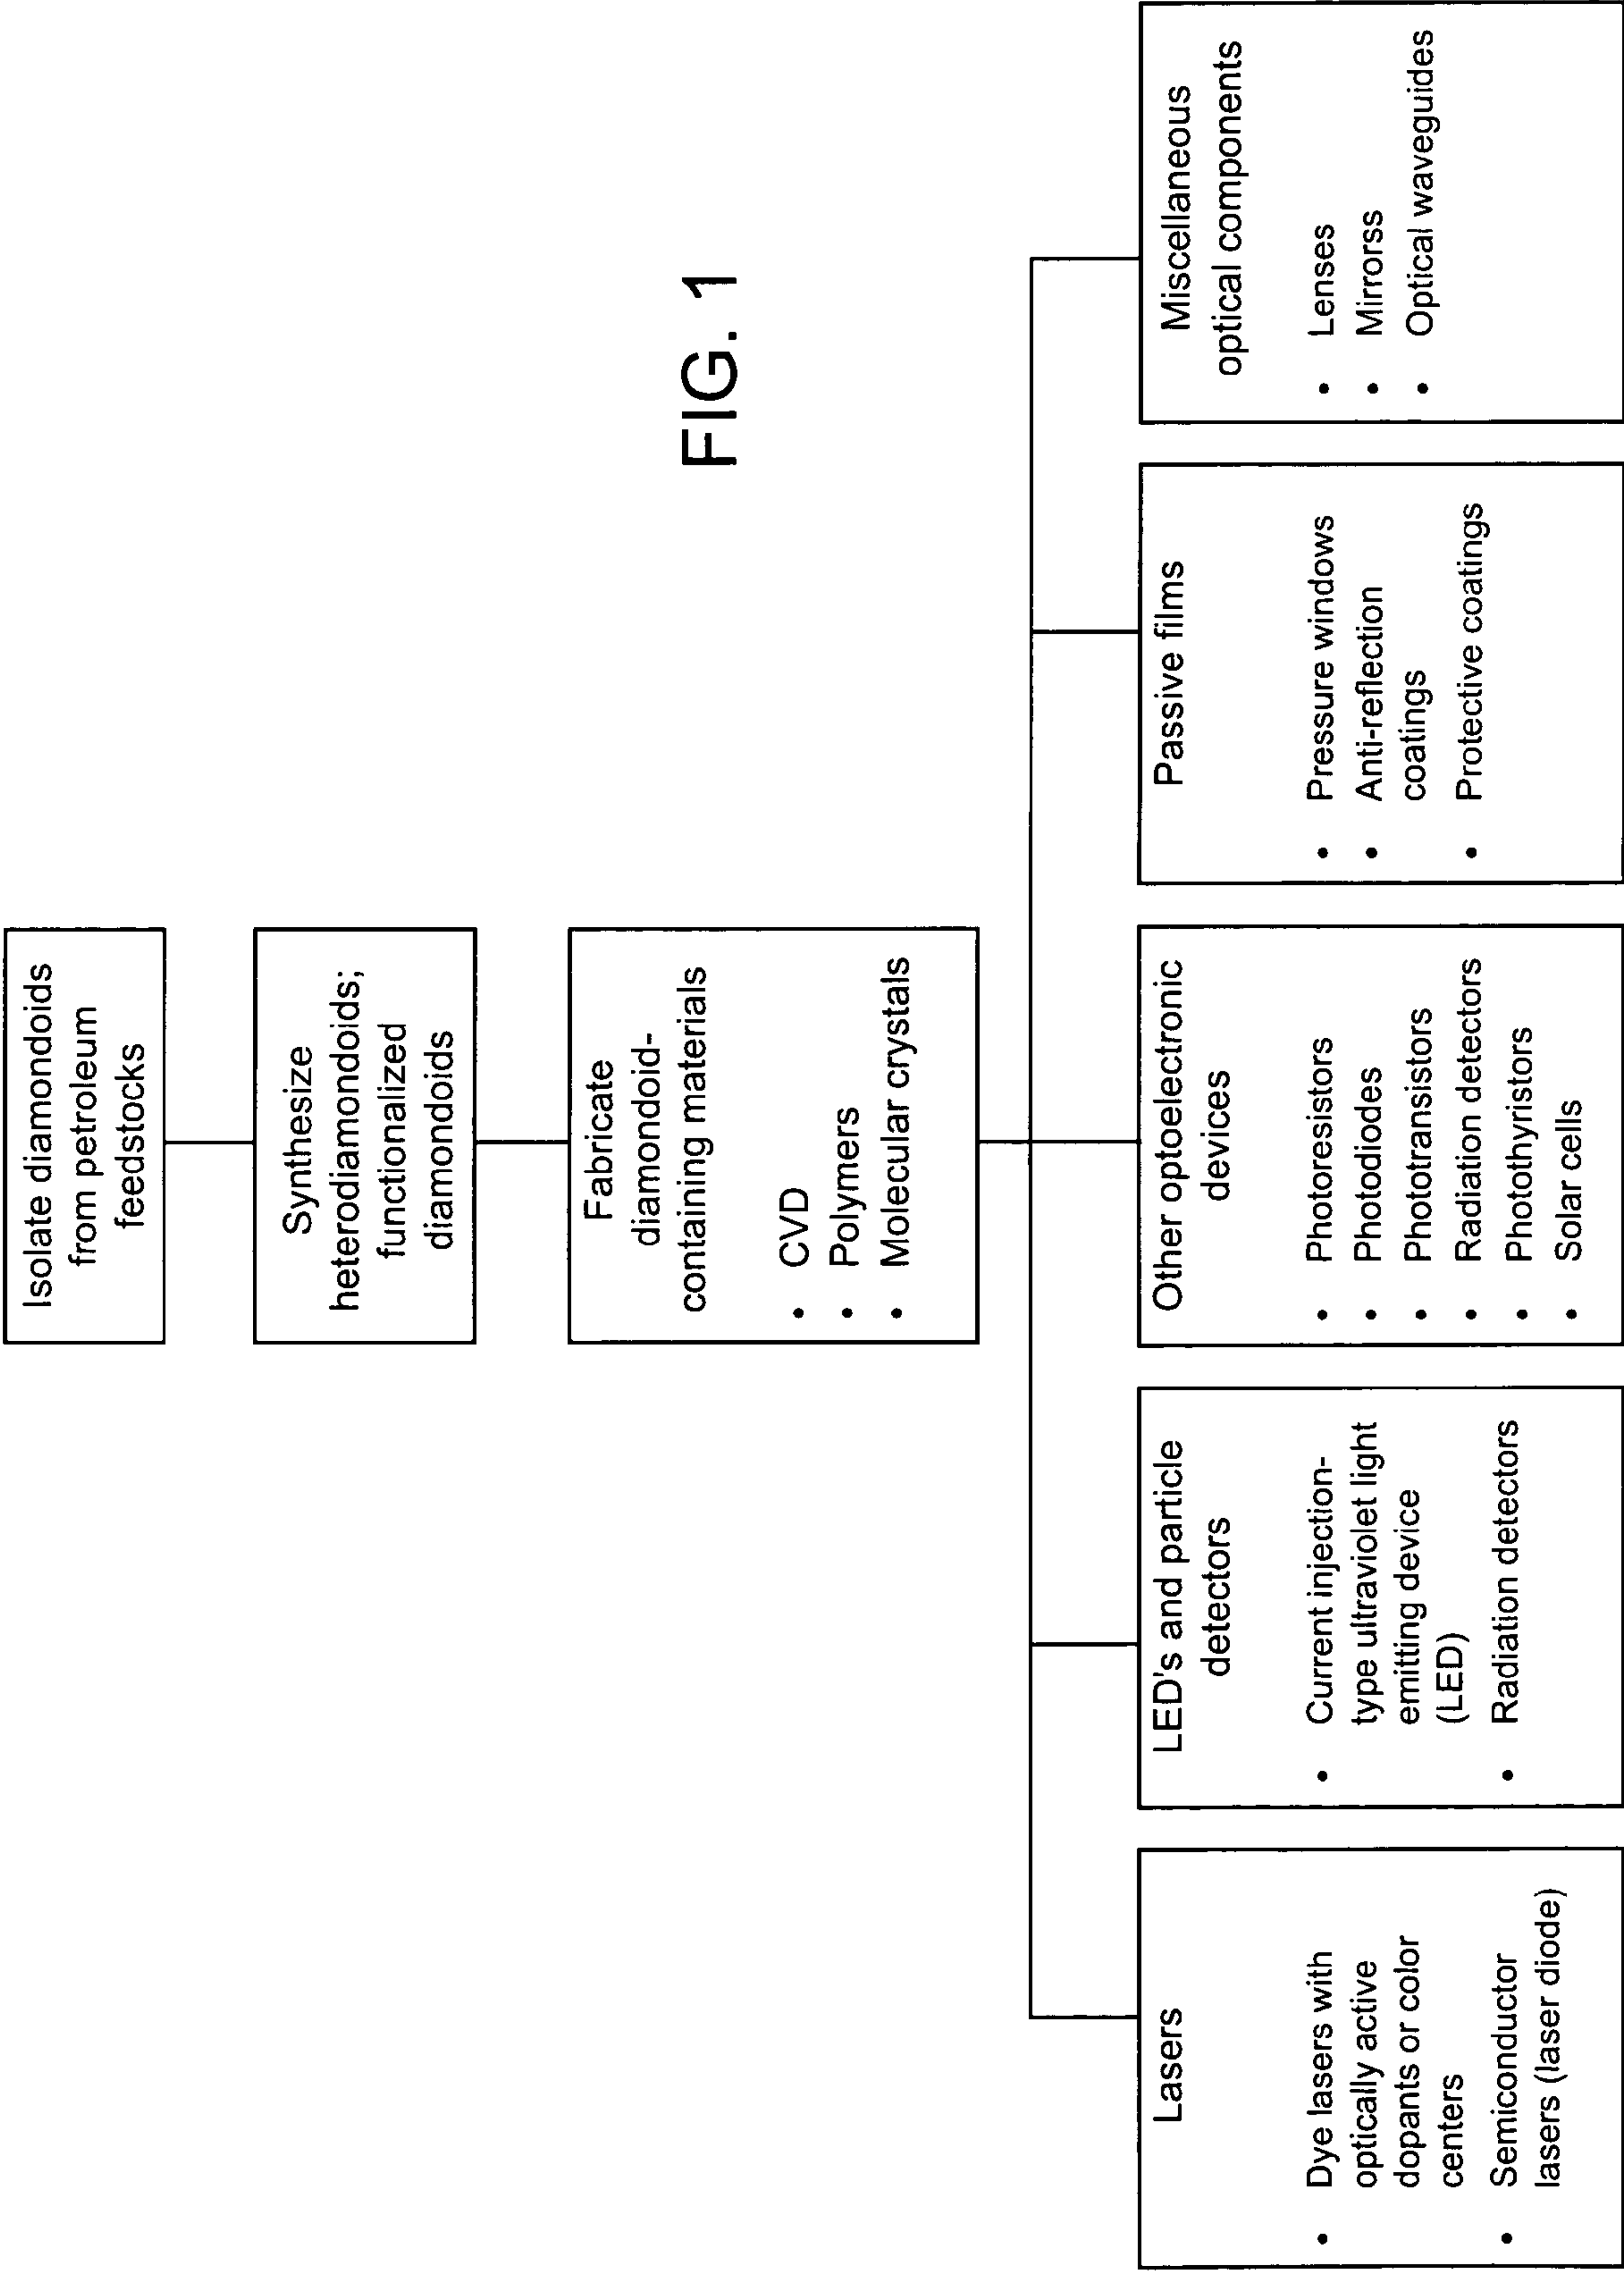 Isolate diamondoids
from petroleum
feedstocks
Synthesize
heterodiamondoids;
functionalized
diamondoids
Fabricate
diamondoid-
containing materials
• CVD
• Polymers
• Molecular crystals
FIG. 1
Lasers
• Dye lasers with
optically active
dopants or color
centers
• Semiconductor
lasers (laser diode)
LED's and particle
detectors
• Current injection-
type ultraviolet light
emitting device
(LED)
• Radiation detectors
Other optoelectronic
devices
• Photoresistors
• Photodiodes
• Phototransistors
• Radiation detectors
• Photothyristors
• Solar cells
Passive films
• Pressure windows
• Anti-reflection
coatings
• Protective coatings
Miscellaneous
optical components
• Lenses
• Mirrorss
• Optical waveguides